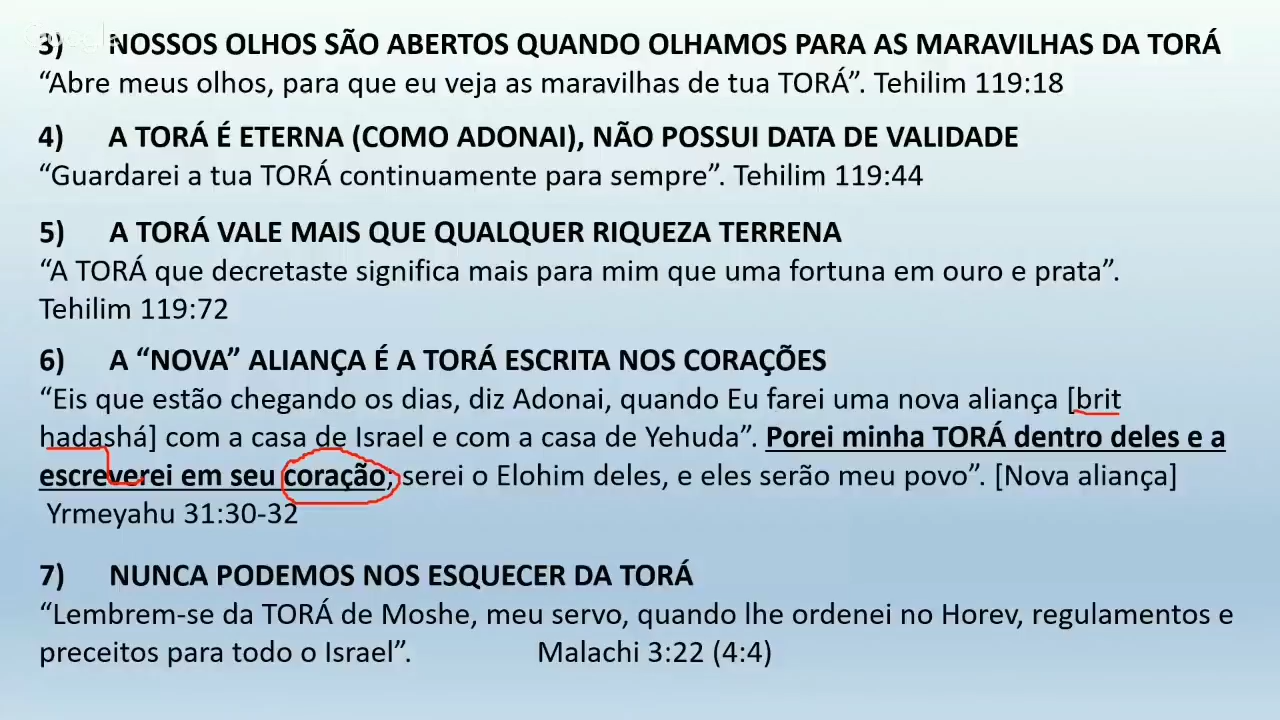 3) NOSSOS OLHOS SÃO ABERTOS QUANDO OLHAMOS PARA AS MARAVILHAS DA TORÁ
“Abre meus olhos, para que eu veja as maravilhas de tua TORÁ”. Tehilim 119:18
4) A TORÁ É ETERNA (COMO ADONAI), NÃO POSSUI DATA DE VALIDADE
“Guardarei a tua TORÁ continuamente para sempre”. Tehilim 119:44
5) A TORÁ VALE MAIS QUE QUALQUER RIQUEZA TERRENA
“A TORÁ que decretaste significa mais para mim que uma fortuna em ouro e prata”.
Tehilim 119:72
6) A “NOVA” ALIANÇA É A TORÁ ESCRITA NOS CORAÇÕES
“Eis que estão chegando os dias, diz Adonai, quando Eu farei uma nova aliança [brit
hadashá] com a casa de Israel e com a casa de Yehuda”. Porei minha TORÁ dentro deles e a
escreverei em seu coração; serei o Elohim deles, e eles serão meu povo”. [Nova aliança]
Yrmeyahu 31:30-32
7) NUNCA PODEMOS NOS ESQUECER DA TORÁ
“Lembrem-se da TORÁ de Moshe, meu servo, quando lhe ordenei no Horev, regulamentos e
preceitos para todo o Israel”. Malachi 3:22 (4:4)